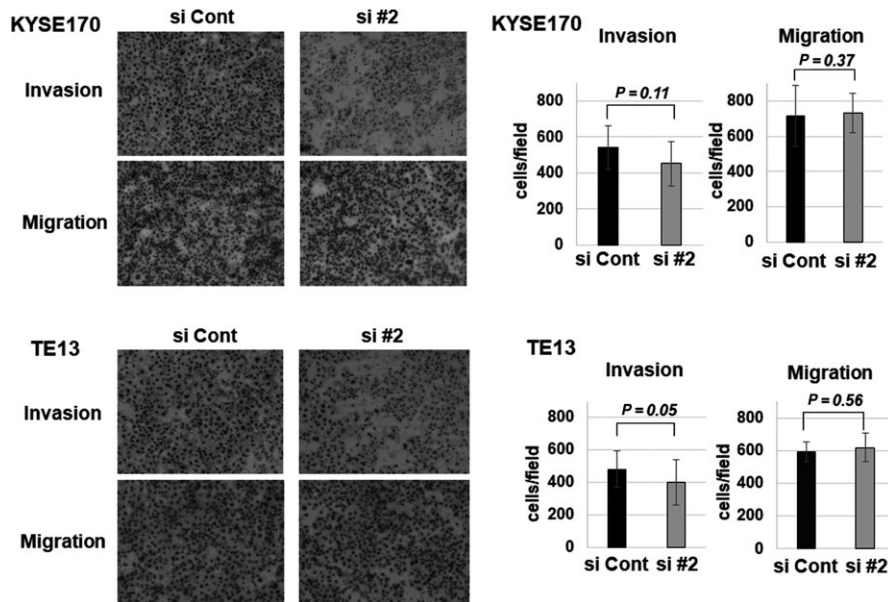 KYSE170
si Cont
si #2
Invasion
Migration
KYSE170
Invasion
P = 0.11
cells/field
800
600
400
200
0
si Cont
si #2
Migration
P = 0.37
cells/field
800
600
400
200
0
si Cont
si #2
TE13
si Cont
si #2
Invasion
Migration
TE13
Invasion
P = 0.05
cells/field
800
600
400
200
0
si Cont
si #2
Migration
P = 0.56
cells/field
800
600
400
200
0
si Cont
si #2